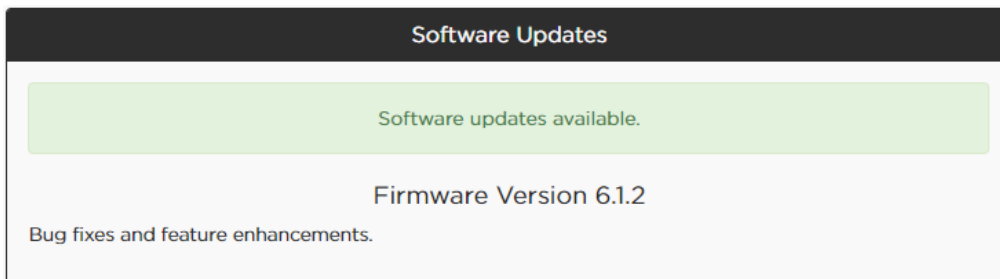 Software Updates
Software updates available.
Firmware Version 6.1.2
Bug fixes and feature enhancements.